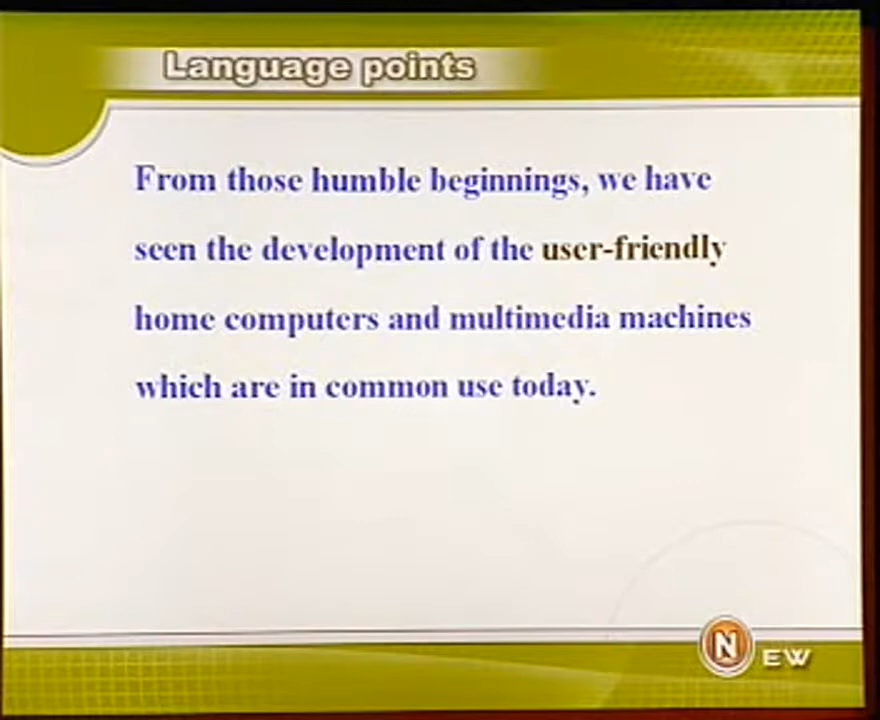 Language points
From those humble beginnings, we have
seen the development of the user-friendly
home computers and multimedia machines
which are in common use today.
NEW